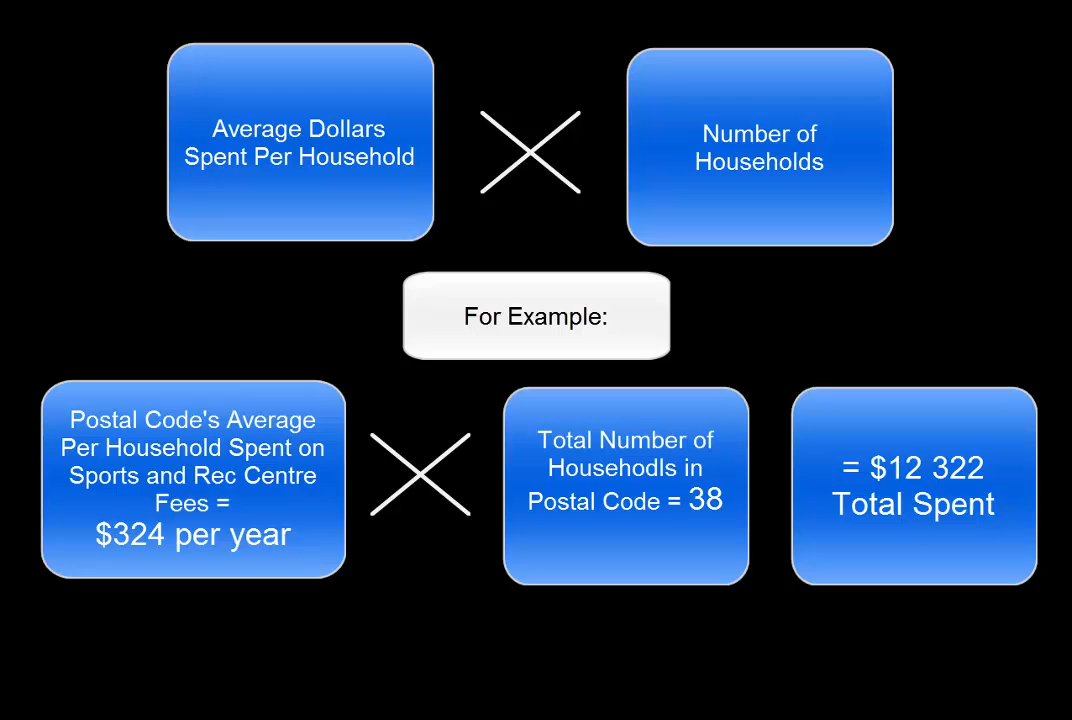 Average Dollars
Spent Per Household
Number of
Households
For Example:
Postal Code's Average
Per Household Spent on
Sports and Rec Centre
Fees =
$324 per year
Total Number of
Househodls in
Postal Code = 38
= $12 322
Total Spent